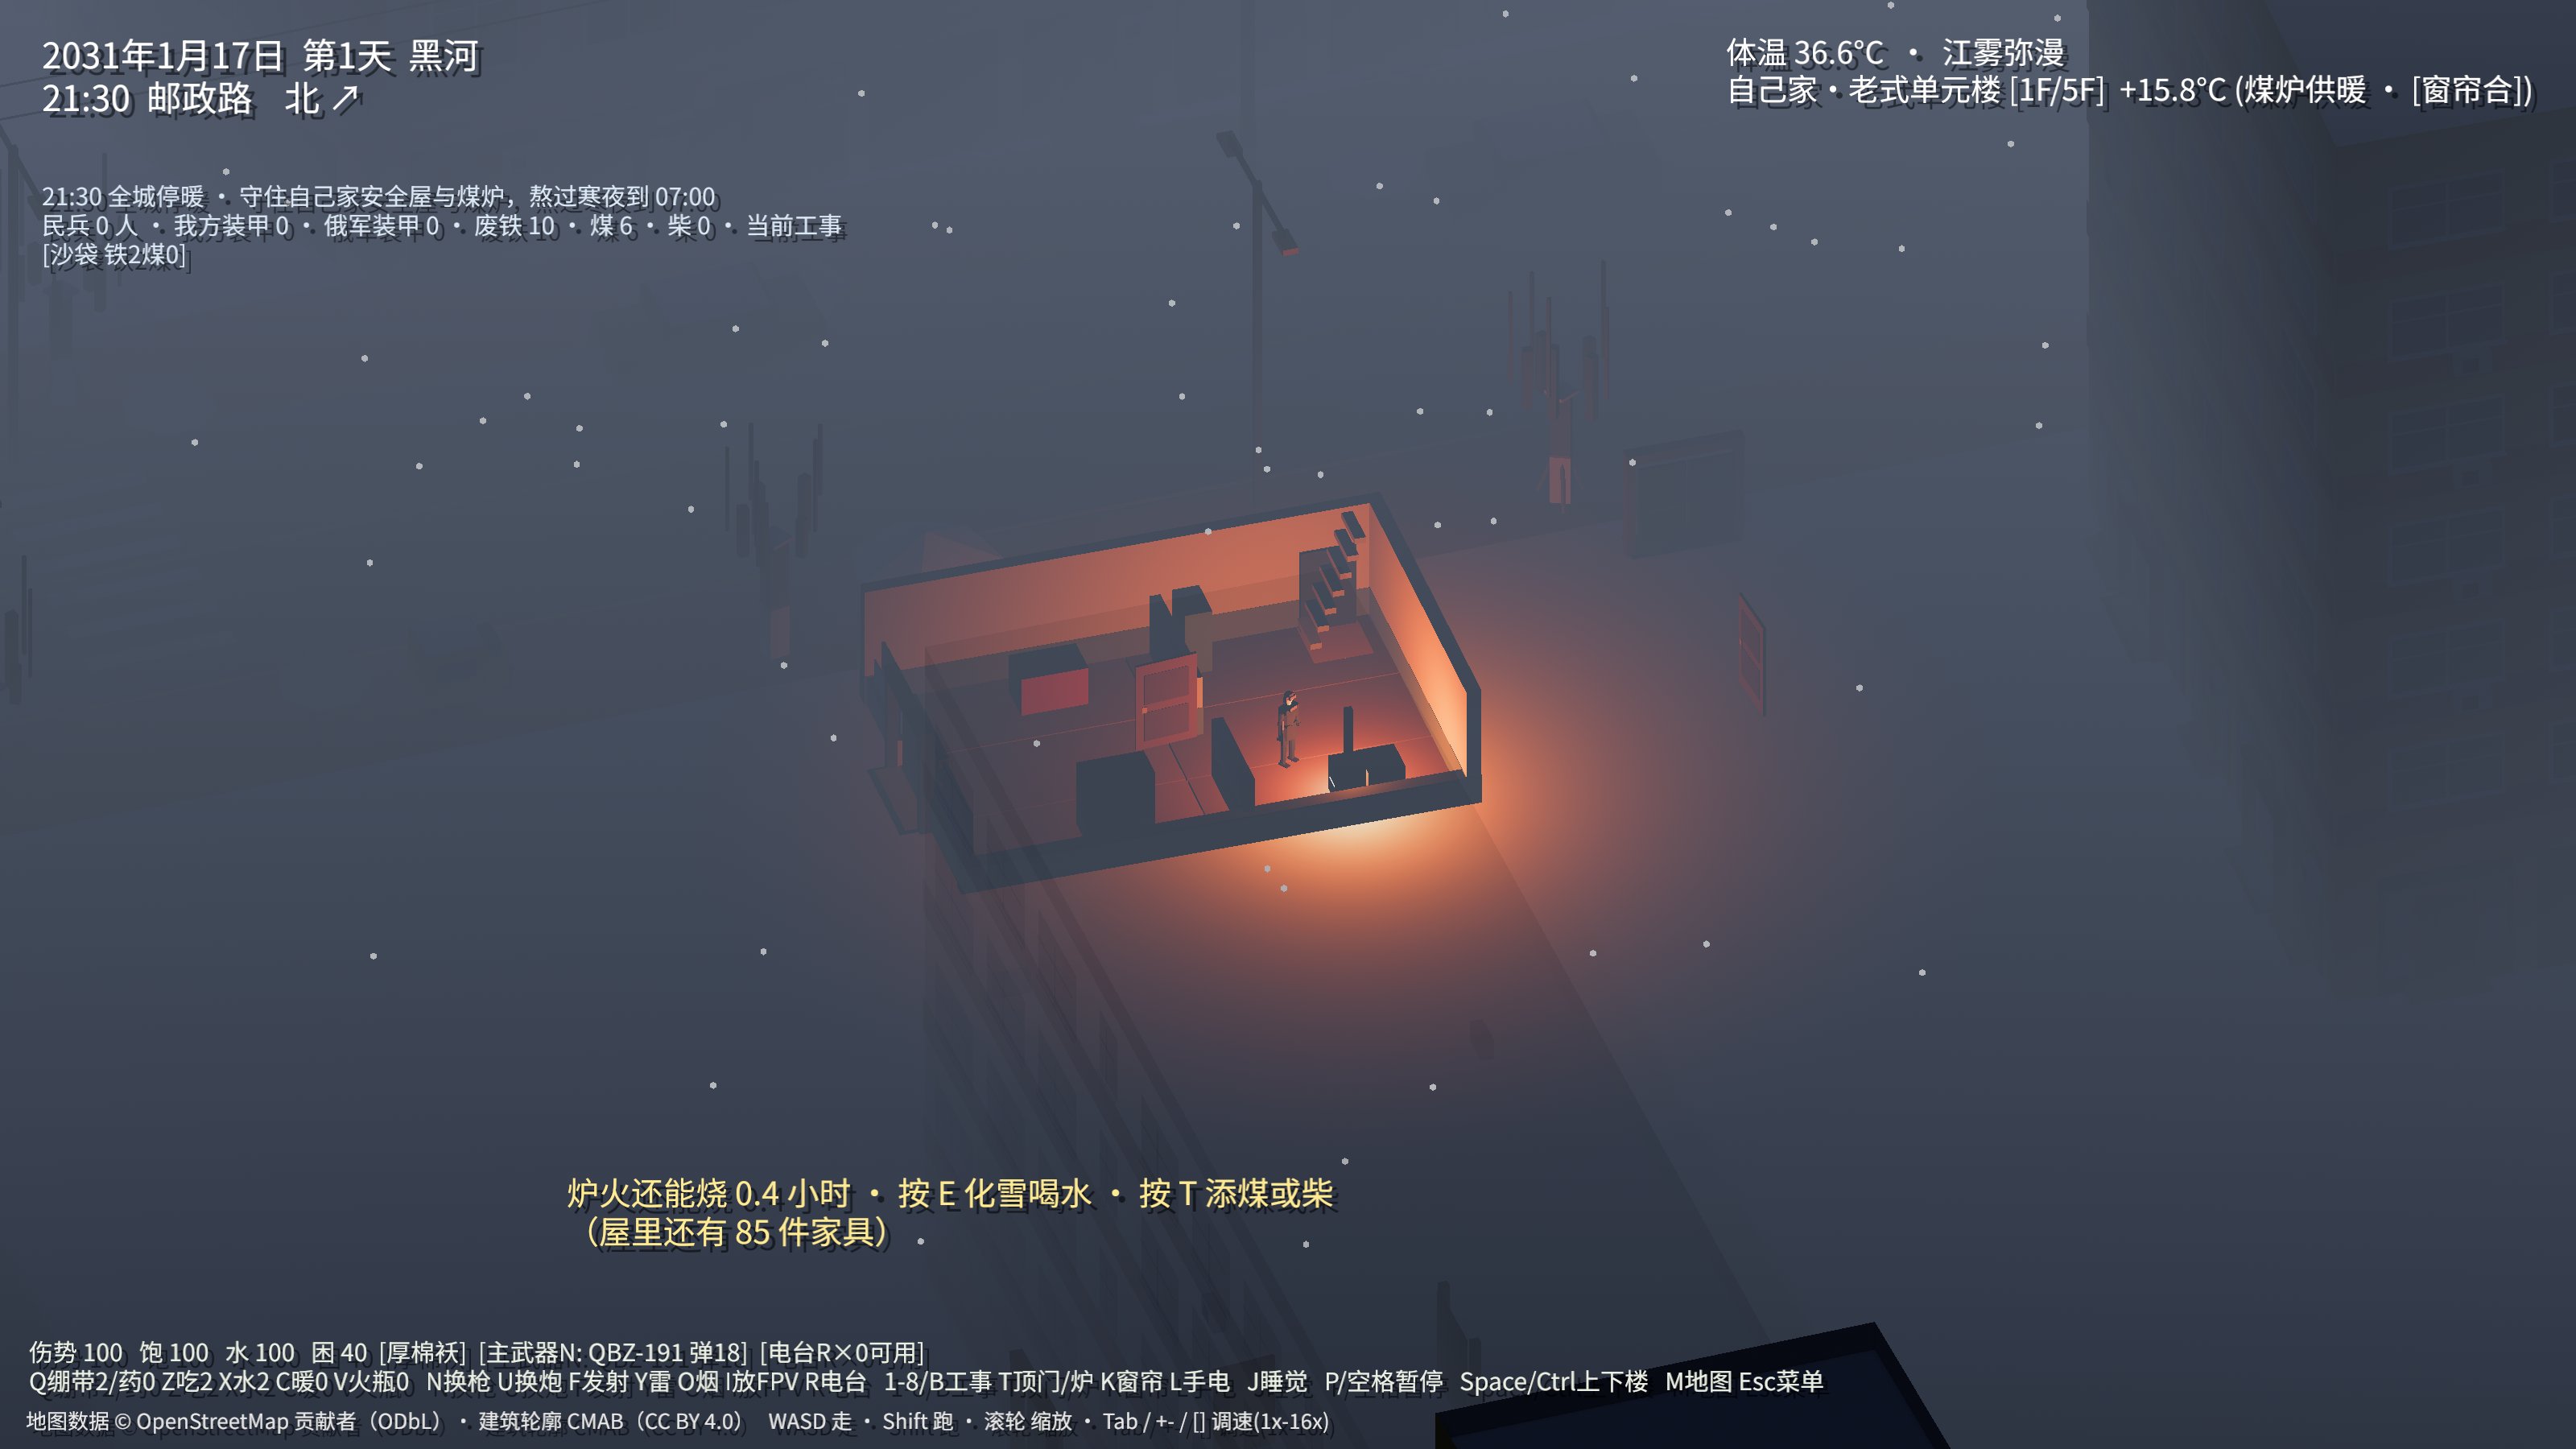 2031年1月17日 第1天 黑河
21:30 邮政路 北 ↗
体温 36.6°C · 江雾弥漫
自己家·老式单元楼 [1F/5F] +15.8°C (煤炉供暖 · [窗帘合])
21:30 全城停暖 · 守住自己家安全屋与煤炉，熬过寒夜到 07:00
民兵 0 人 · 我方装甲 0 · 俄军装甲 0 · 废铁 10 · 煤 6 · 柴 0 · 当前工事
[沙袋 铁2煤0]
炉火还能烧 0.4 小时 · 按 E 化雪喝水 · 按 T 添煤或柴
（屋里还有 85 件家具）
伤势 100 饱 100 水 100 困 40 [厚棉袄] [主武器N: QBZ-191 弹18] [电台R×0可用]
Q绷带2/药0 Z吃2 X水2 C暖0 V火瓶0 N换枪 U换炮 F发射 Y雷 O烟 I放FPV R电台 1-8/B工事 T顶门/炉 K窗帘 L手电 J睡觉 P/空格暂停 Space/Ctrl上下楼 M地图 Esc菜单
地图数据 © OpenStreetMap 贡献者（ODbL） · 建筑轮廓 CMAB（CC BY 4.0） WASD 走 · Shift 跑 · 滚轮 缩放 · Tab / +- / [] 调速(1x-16x)